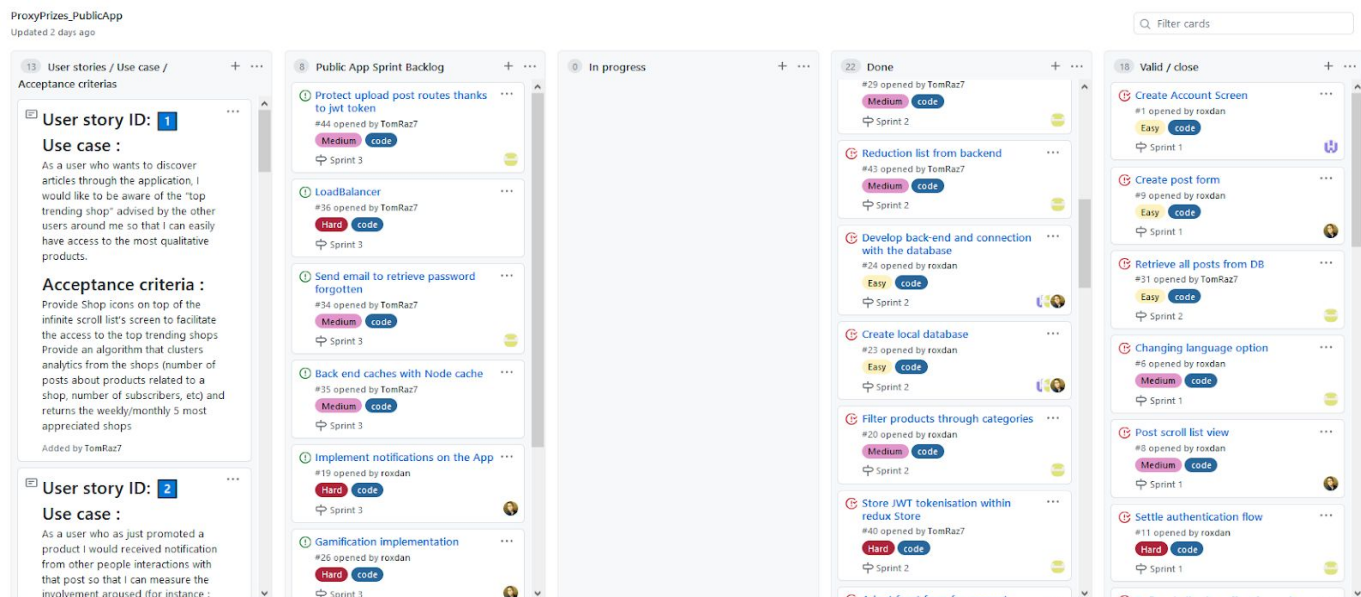 ProxyPrizes_PublicApp
Updated 2 days ago
Filter cards
13 User stories / Use case /
Acceptance criterias
User story ID: 1
Use case :
As a user who wants to discover
articles through the application, I
would like to be aware of the "top
trending shop" advised by the other
users around me so that I can easily
have access to the most qualitative
products.
Acceptance criteria :
Provide Shop icons on top of the
infinite scroll list's screen to facilitate
the access to the top trending shops
Provide an algorithm that clusters
analytics from the shops (number of
posts about products related to a
shop, number of subscribers, etc) and
returns the weekly/monthly 5 most
appreciated shops
Added by TomRaz7
User story ID: 2
Use case :
As a user who as just promoted a
product I would received notification
from other people interactions with
that post so that I can measure the
involvement aroused (for instance :
8 Public App Sprint Backlog
Protect upload post routes thanks
to jwt token
#44 opened by TomRaz7
Medium code
Sprint 3
LoadBalancer
#36 opened by TomRaz7
Hard code
Sprint 3
Send email to retrieve password
forgotten
#34 opened by TomRaz7
Medium code
Sprint 3
Back end caches with Node cache
#35 opened by TomRaz7
Medium code
Sprint 3
Implement notifications on the App
#19 opened by roxdan
Hard code
Sprint 3
Gamification implementation
#26 opened by roxdan
Hard code
Sprint 3
0 In progress
22 Done
#29 opened by TomRaz7
Medium code
Sprint 2
Reduction list from backend
#43 opened by TomRaz7
Medium code
Sprint 2
Develop back-end and connection
with the database
#24 opened by roxdan
Easy code
Sprint 2
Create local database
#23 opened by roxdan
Easy code
Sprint 2
Filter products through categories
#20 opened by roxdan
Medium code
Sprint 2
Store JWT tokenisation within
redux Store
#40 opened by TomRaz7
Hard code
Sprint 2
18 Valid / close
Create Account Screen
#1 opened by roxdan
Easy code
Sprint 1
Create post form
#9 opened by roxdan
Easy code
Sprint 1
Retrieve all posts from DB
#31 opened by TomRaz7
Easy code
Sprint 2
Changing language option
#6 opened by roxdan
Medium code
Sprint 1
Post scroll list view
#8 opened by roxdan
Medium code
Sprint 1
Settle authentication flow
#11 opened by roxdan
Hard code
Sprint 1